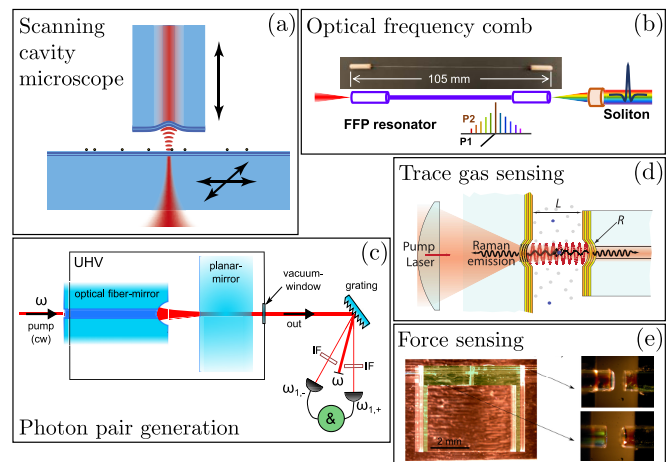 Scanning
cavity
microscope
(a)
Optical frequency comb
(b)
105 mm
FFP resonator
P2
P1
Soliton
Trace gas sensing
(d)
L
R
Pump
Laser
Raman
emission
UHV
(c)
optical fiber-mirror
planar-
mirror
vacuum-
window
grating
ω
pump
(cw)
out
IF
IF
ω
ω1,-
ω1,+
&
Photon pair generation
Force sensing
(e)
2 mm